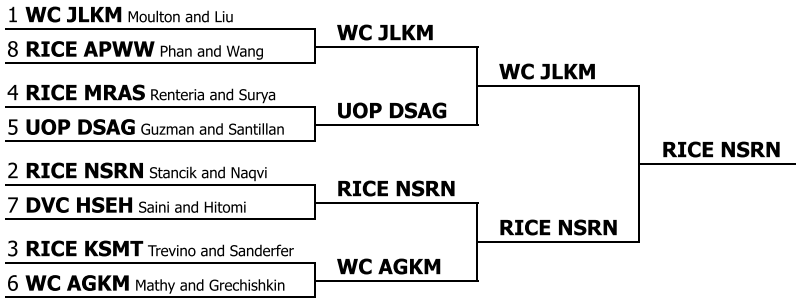 1 WC JLKM Moulton and Liu
8 RICE APWW Phan and Wang
4 RICE MRAS Renteria and Surya
5 UOP DSAG Guzman and Santillan
2 RICE NSRN Stancik and Naqvi
7 DVC HSEH Saini and Hitomi
3 RICE KSMT Trevino and Sanderfer
6 WC AGKM Mathy and Grechishkin
WC JLKM
UOP DSAG
RICE NSRN
WC AGKM
WC JLKM
RICE NSRN
RICE NSRN